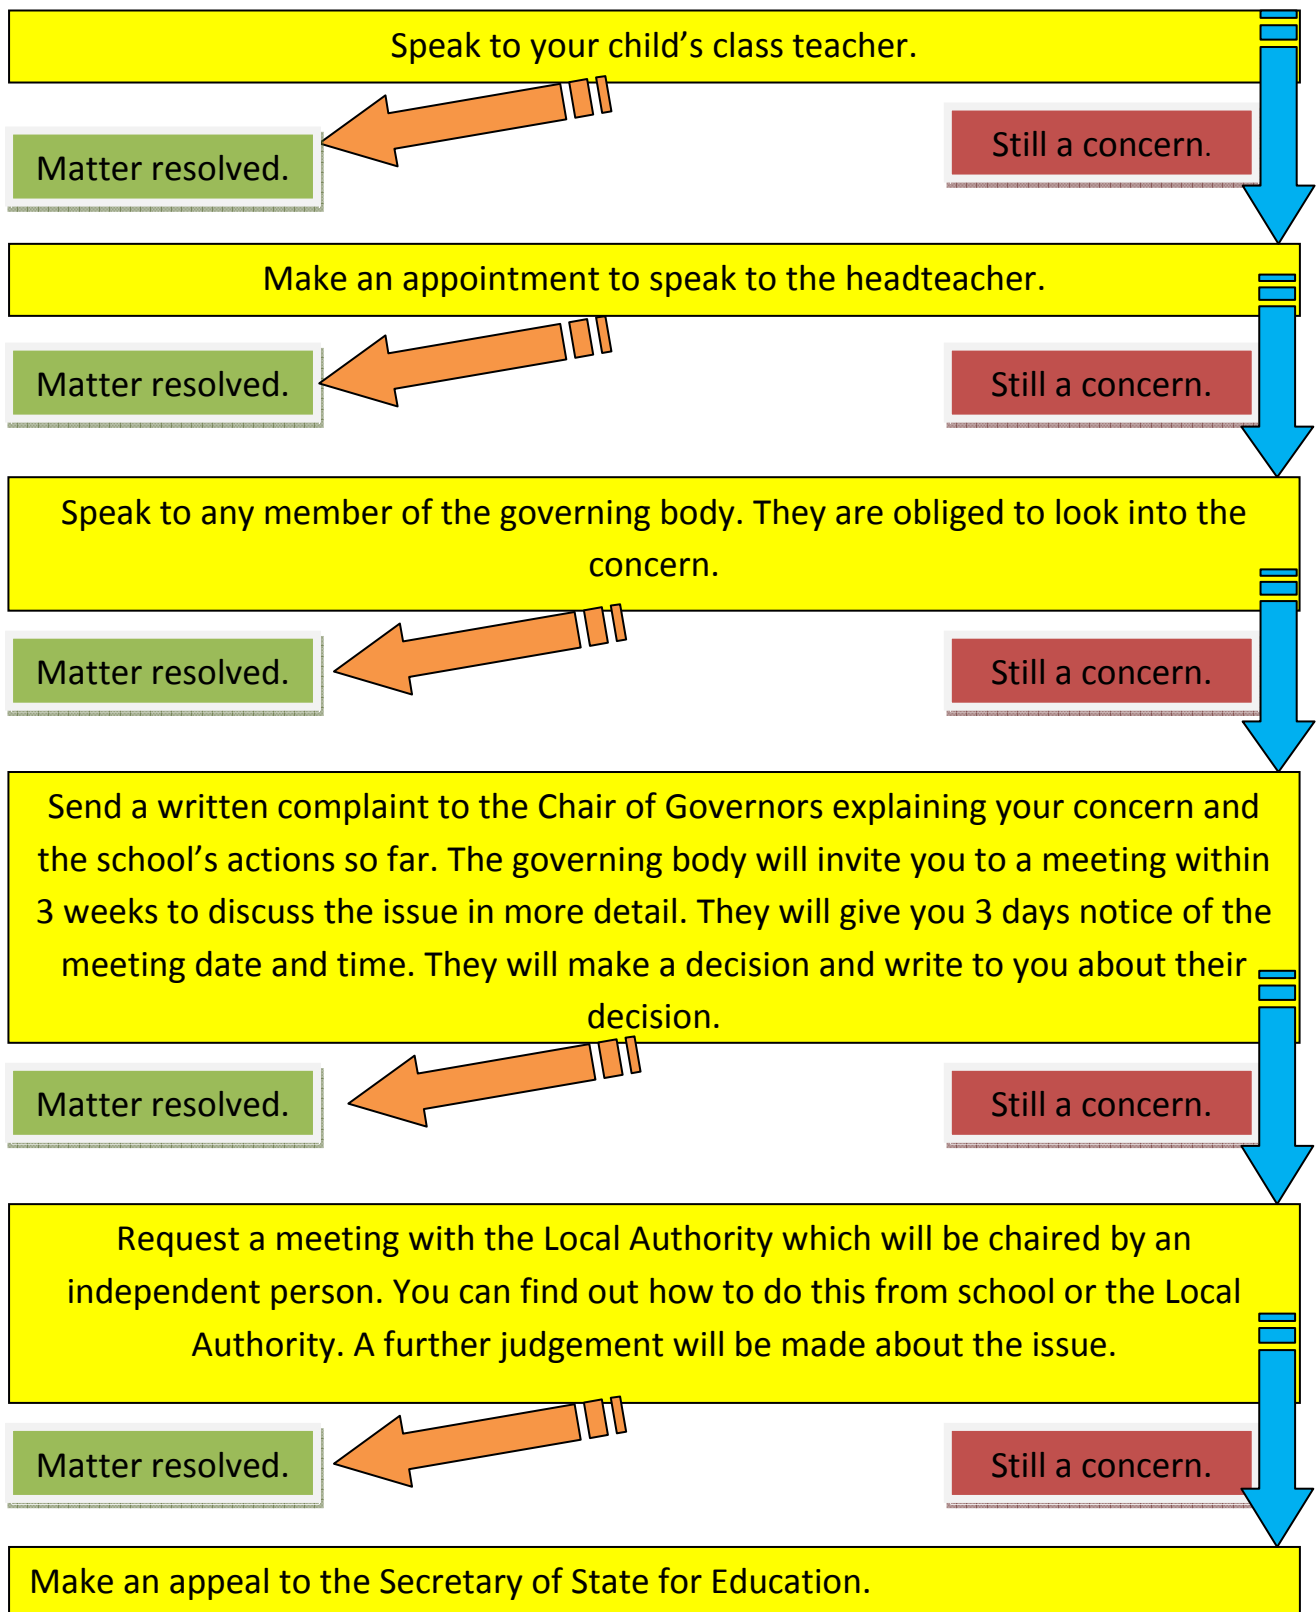 Speak to your child’s class teacher.
Matter resolved.
Still a concern.
Make an appointment to speak to the headteacher.
Matter resolved.
Still a concern.
Speak to any member of the governing body. They are obliged to look into the
concern.
Matter resolved.
Still a concern.
Send a written complaint to the Chair of Governors explaining your concern and
the school’s actions so far. The governing body will invite you to a meeting within
3 weeks to discuss the issue in more detail. They will give you 3 days notice of the
meeting date and time. They will make a decision and write to you about their
decision.
Matter resolved.
Still a concern.
Request a meeting with the Local Authority which will be chaired by an
independent person. You can find out how to do this from school or the Local
Authority. A further judgement will be made about the issue.
Matter resolved.
Still a concern.
Make an appeal to the Secretary of State for Education.